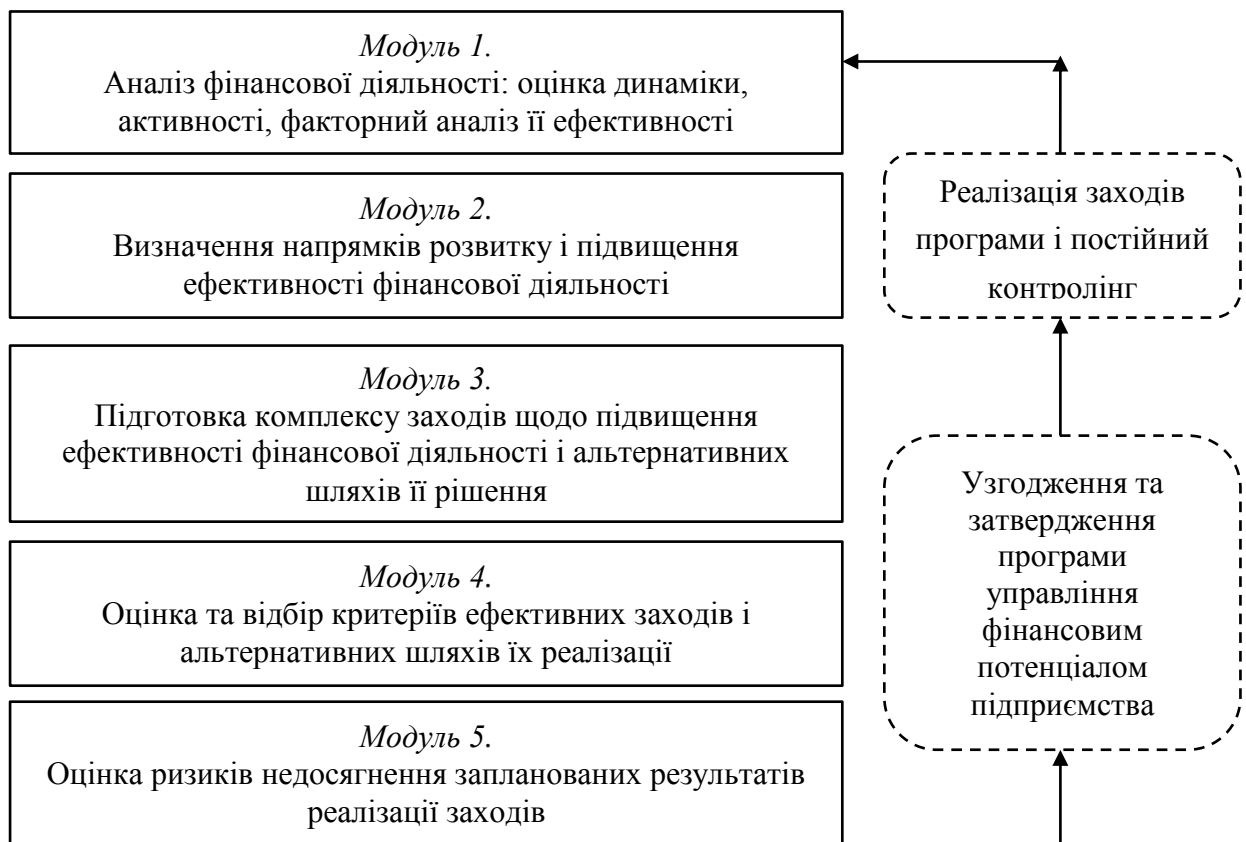 Модуль 1.
Аналіз фінансової діяльності: оцінка динаміки,
активності, факторний аналіз її ефективності
Модуль 2.
Визначення напрямків розвитку і підвищення
ефективності фінансової діяльності
Модуль 3.
Підготовка комплексу заходів щодо підвищення
ефективності фінансової діяльності і альтернативних
шляхів її рішення
Модуль 4.
Оцінка та відбір критеріїв ефективних заходів і
альтернативних шляхів їх реалізації
Модуль 5.
Оцінка ризиків недосягнення запланованих результатів
реалізації заходів
Реалізація заходів
програми і постійний
контролінг
Узгодження та
затвердження
програми
управління
фінансовим
потенціалом
підприємства